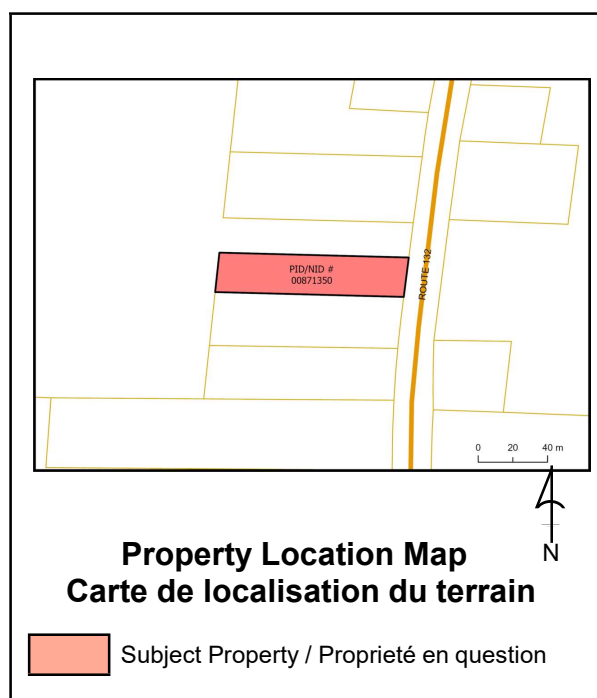 PID/NID #
00871350
ROUTE 132
0 20 40 m
N
Property Location Map
Carte de localisation du terrain
Subject Property / Proprieté en question